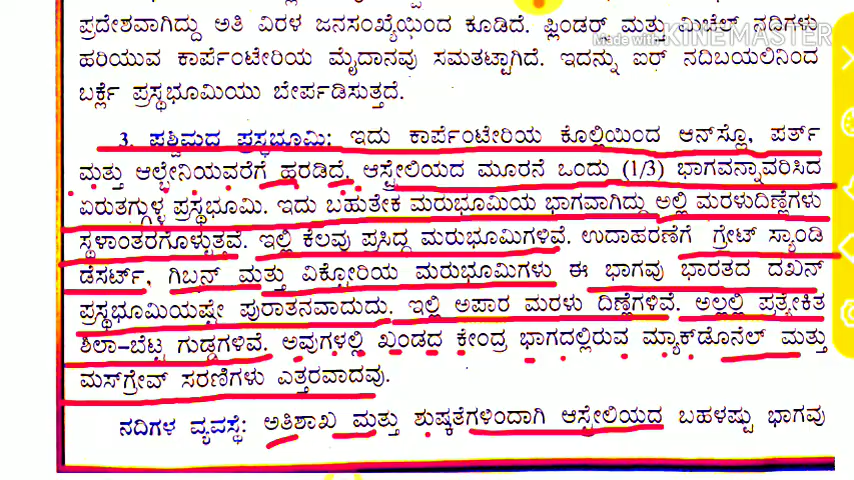 ಪ್ರದೇಶವಾಗಿದ್ದು ಅತಿ ವಿರಳ ಜನಸಂಖ್ಯೆಯಿಂದ ಕೂಡಿದೆ. ಫ್ಲಿಂಡರ್ ಮತ್ತು ಮಿಚೆಲ್ ನದಿಗಳು
Made with KINEMASTER
ಹರಿಯುವ ಕಾರ್ಪೆಂಟೇರಿಯ ಮೈದಾನವು ಸಮತಟ್ಟಾಗಿದೆ. ಇದನ್ನು ಐರ್ ನದಿಬಯಲಿನಿಂದ
ಬರ್ಕ್ಲೆ ಪ್ರಸ್ಥಭೂಮಿಯು ಬೇರ್ಪಡಿಸುತ್ತದೆ.
3. ಪಶ್ಚಿಮದ ಪ್ರಸ್ಥಭೂಮಿ: ಇದು ಕಾರ್ಪೆಂಟೇರಿಯ ಕೊಲ್ಲಿಯಿಂದ ಆನ್‌ಸ್ಲೊ, ಪರ್ತ್
ಮತ್ತು ಆಲ್ಬೇನಿಯವರೆಗೆ ಹರಡಿದೆ. ಆಸ್ಟ್ರೇಲಿಯದ ಮೂರನೆ ಒಂದು (1/3) ಭಾಗವನ್ನಾವರಿಸಿದ
ಏರುತಗ್ಗುಳ್ಳ ಪ್ರಸ್ಥಭೂಮಿ. ಇದು ಬಹುತೇಕ ಮರುಭೂಮಿಯ ಭಾಗವಾಗಿದ್ದು ಅಲ್ಲಿ ಮರಳುದಿಣ್ಣೆಗಳು
ಸ್ಥಳಾಂತರಗೊಳ್ಳುತ್ತವೆ. ಇಲ್ಲಿ ಕೆಲವು ಪ್ರಸಿದ್ಧ ಮರುಭೂಮಿಗಳಿವೆ. ಉದಾಹರಣೆಗೆ ಗ್ರೇಟ್ ಸ್ಯಾಂಡಿ
ಡೆಸರ್ಟ್, ಗಿಬ್ಸನ್ ಮತ್ತು ವಿಕ್ಟೋರಿಯ ಮರುಭೂಮಿಗಳು ಈ ಭಾಗವು ಭಾರತದ ದಖನ್
ಪ್ರಸ್ಥಭೂಮಿಯಷ್ಟೇ ಪುರಾತನವಾದುದು. ಇಲ್ಲಿ ಅಪಾರ ಮರಳು ದಿಣ್ಣೆಗಳಿವೆ. ಅಲ್ಲಲ್ಲಿ ಪ್ರತ್ಯೇಕಿತ
ಶಿಲಾ-ಬೆಟ್ಟ ಗುಡ್ಡಗಳಿವೆ. ಅವುಗಳಲ್ಲಿ ಖಂಡದ ಕೇಂದ್ರ ಭಾಗದಲ್ಲಿರುವ ಮ್ಯಾಕ್‌ಡೊನೆಲ್ ಮತ್ತು
ಮಸ್‌ಗ್ರೇವ್ ಸರಣಿಗಳು ಎತ್ತರವಾದವು.
ನದಿಗಳ ವ್ಯವಸ್ಥೆ: ಅತಿಶಾಖ ಮತ್ತು ಶುಷ್ಕತೆಗಳಿಂದಾಗಿ ಆಸ್ಟ್ರೇಲಿಯದ ಬಹಳಷ್ಟು ಭಾಗವು